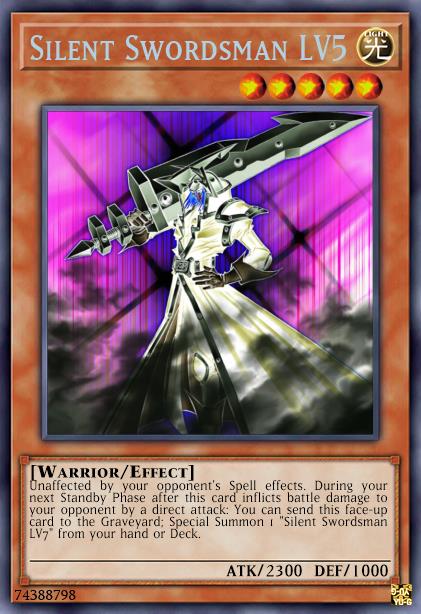 SILENT SWORDSMAN LV5
LIGHT
光
[WARRIOR/EFFECT]
Unaffected by your opponent's Spell effects. During your
next Standby Phase after this card inflicts battle damage to
your opponent by a direct attack: You can send this face-up
card to the Graveyard; Special Summon 1 "Silent Swordsman
LV7" from your hand or Deck.
ATK/2300 DEF/1000
74388798